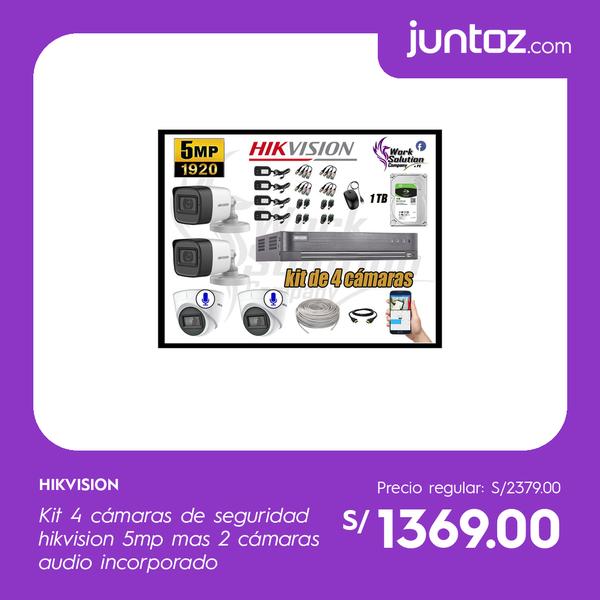 juntoz.com
5MP
1920
HIKVISION
Work
Solution
Company
1 TB
kit de 4 cámaras
HIKVISION
Kit 4 cámaras de seguridad
hikvision 5mp mas 2 cámaras
audio incorporado
Precio regular: S/2379.00
S/ 1369.00